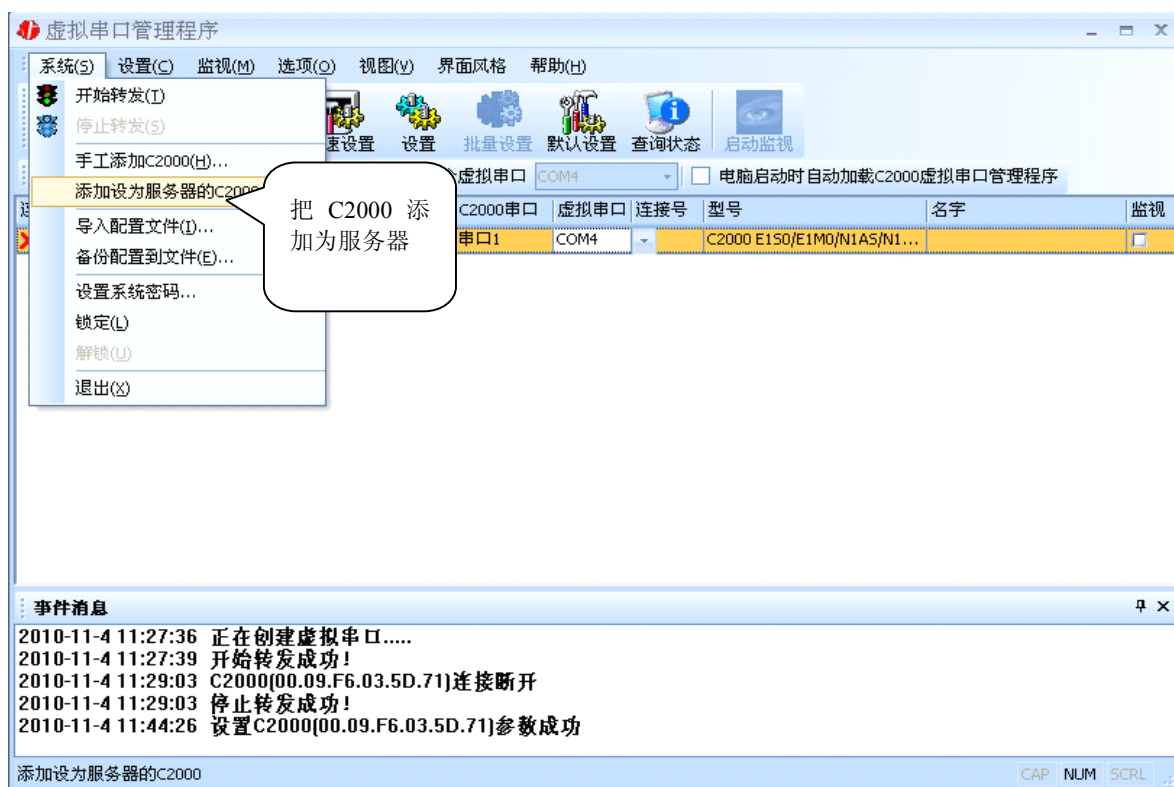 虚拟串口管理程序
系统(S) 设置(C) 监视(M) 选项(O) 视图(V) 界面风格 帮助(H)
开始转发(T)
停止转发(S)
手工添加C2000(H)...
添加设为服务器的C2000
导入配置文件(I)...
备份配置到文件(E)...
设置系统密码...
锁定(L)
解锁(U)
退出(X)
速设置 设置 批量设置 默认设置 查询状态 启动监视
虚拟串口 COM4 电脑启动时自动加载C2000虚拟串口管理程序
C2000串口 虚拟串口 连接号 型号 名字 监视
串口1 COM4 C2000 E1S0/E1M0/N1AS/N1...
把 C2000 添
加为服务器
事件消息
2010-11-4 11:27:36 正在创建虚拟串口.....
2010-11-4 11:27:39 开始转发成功!
2010-11-4 11:29:03 C2000(00.09.F6.03.5D.71)连接断开
2010-11-4 11:29:03 停止转发成功!
2010-11-4 11:44:26 设置C2000(00.09.F6.03.5D.71)参数成功
添加设为服务器的C2000 CAP NUM SCRL